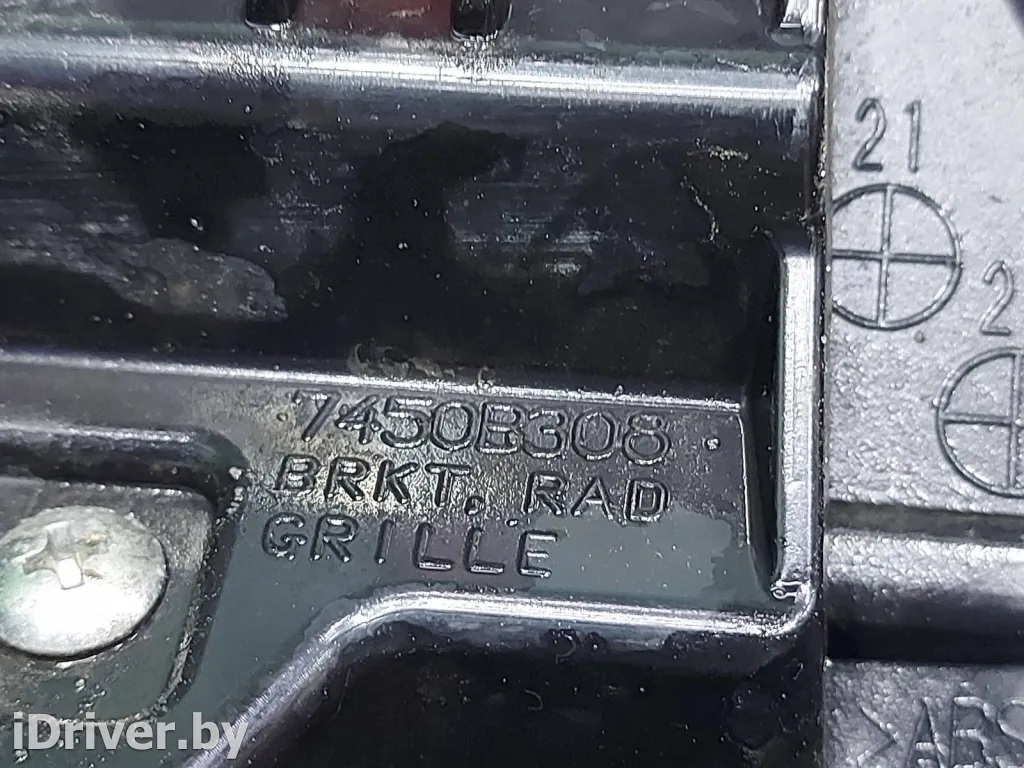 21
2
7450B308
BRKT, RAD
GRILLE
>ABS
iDriver.by